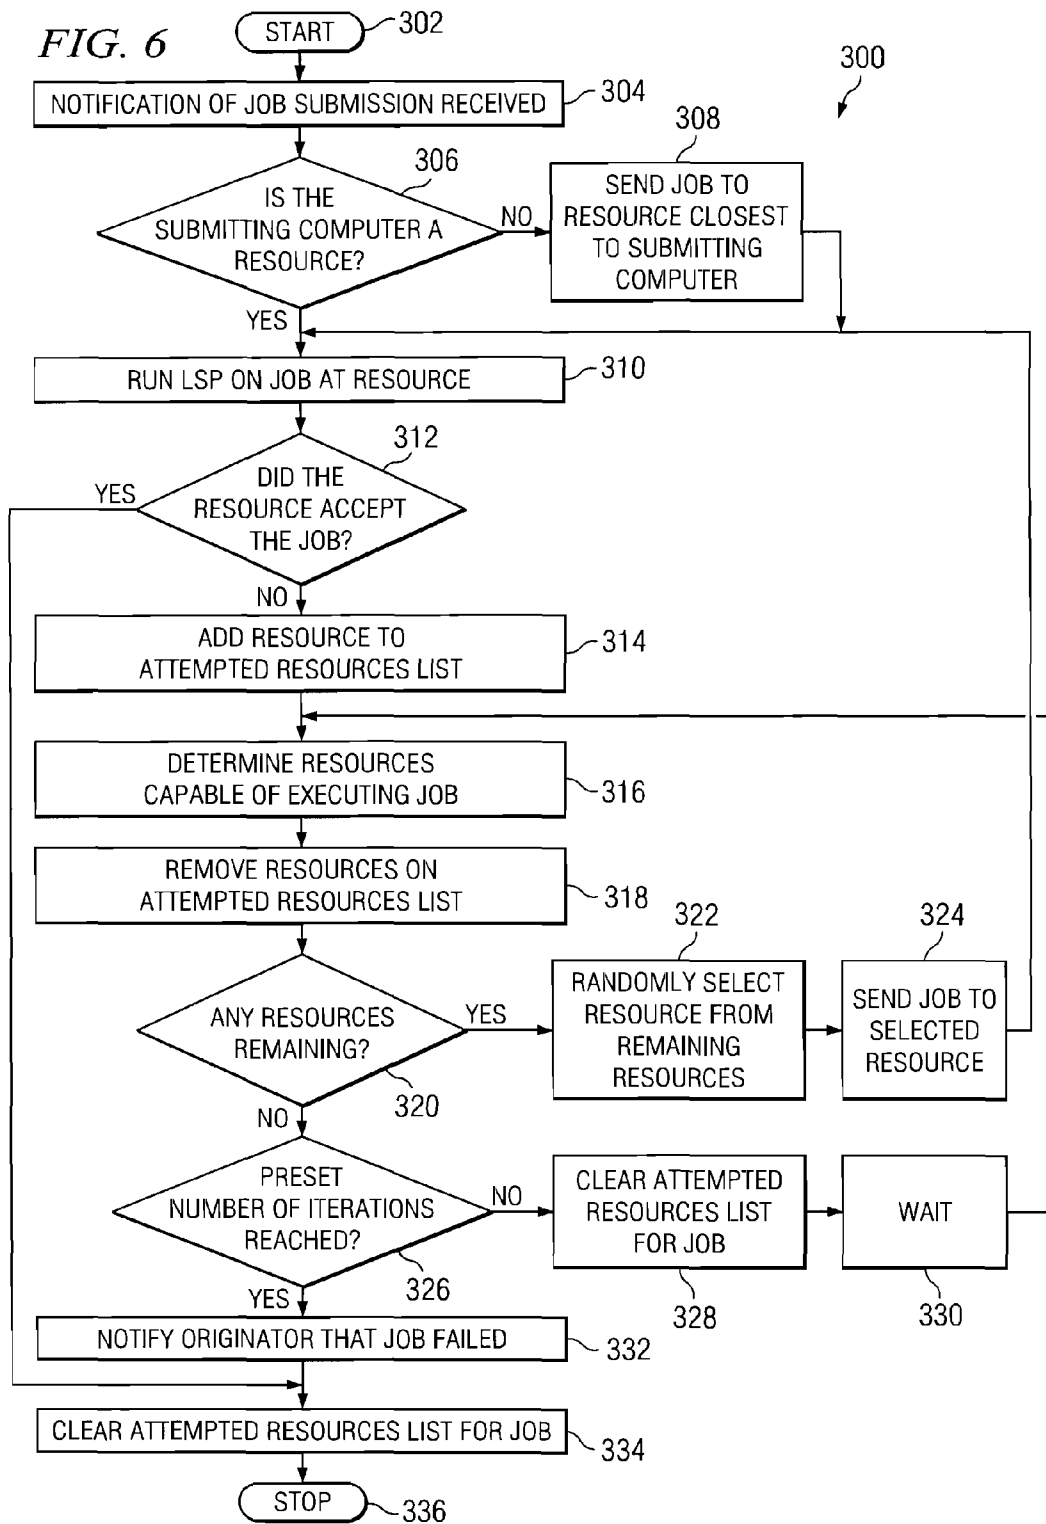 FIG. 6
START
302
300
NOTIFICATION OF JOB SUBMISSION RECEIVED
304
306
308
IS THE
SUBMITTING COMPUTER A
RESOURCE?
NO
SEND JOB TO
RESOURCE CLOSEST
TO SUBMITTING
COMPUTER
YES
RUN LSP ON JOB AT RESOURCE
310
312
DID THE
RESOURCE ACCEPT
THE JOB?
YES
NO
ADD RESOURCE TO
ATTEMPTED RESOURCES LIST
314
DETERMINE RESOURCES
CAPABLE OF EXECUTING JOB
316
REMOVE RESOURCES ON
ATTEMPTED RESOURCES LIST
318
322
324
ANY RESOURCES
REMAINING?
320
YES
RANDOMLY SELECT
RESOURCE FROM
REMAINING
RESOURCES
SEND JOB TO
SELECTED
RESOURCE
NO
PRESET
NUMBER OF ITERATIONS
REACHED?
326
NO
CLEAR ATTEMPTED
RESOURCES LIST
FOR JOB
328
WAIT
330
YES
NOTIFY ORIGINATOR THAT JOB FAILED
332
CLEAR ATTEMPTED RESOURCES LIST FOR JOB
334
STOP
336